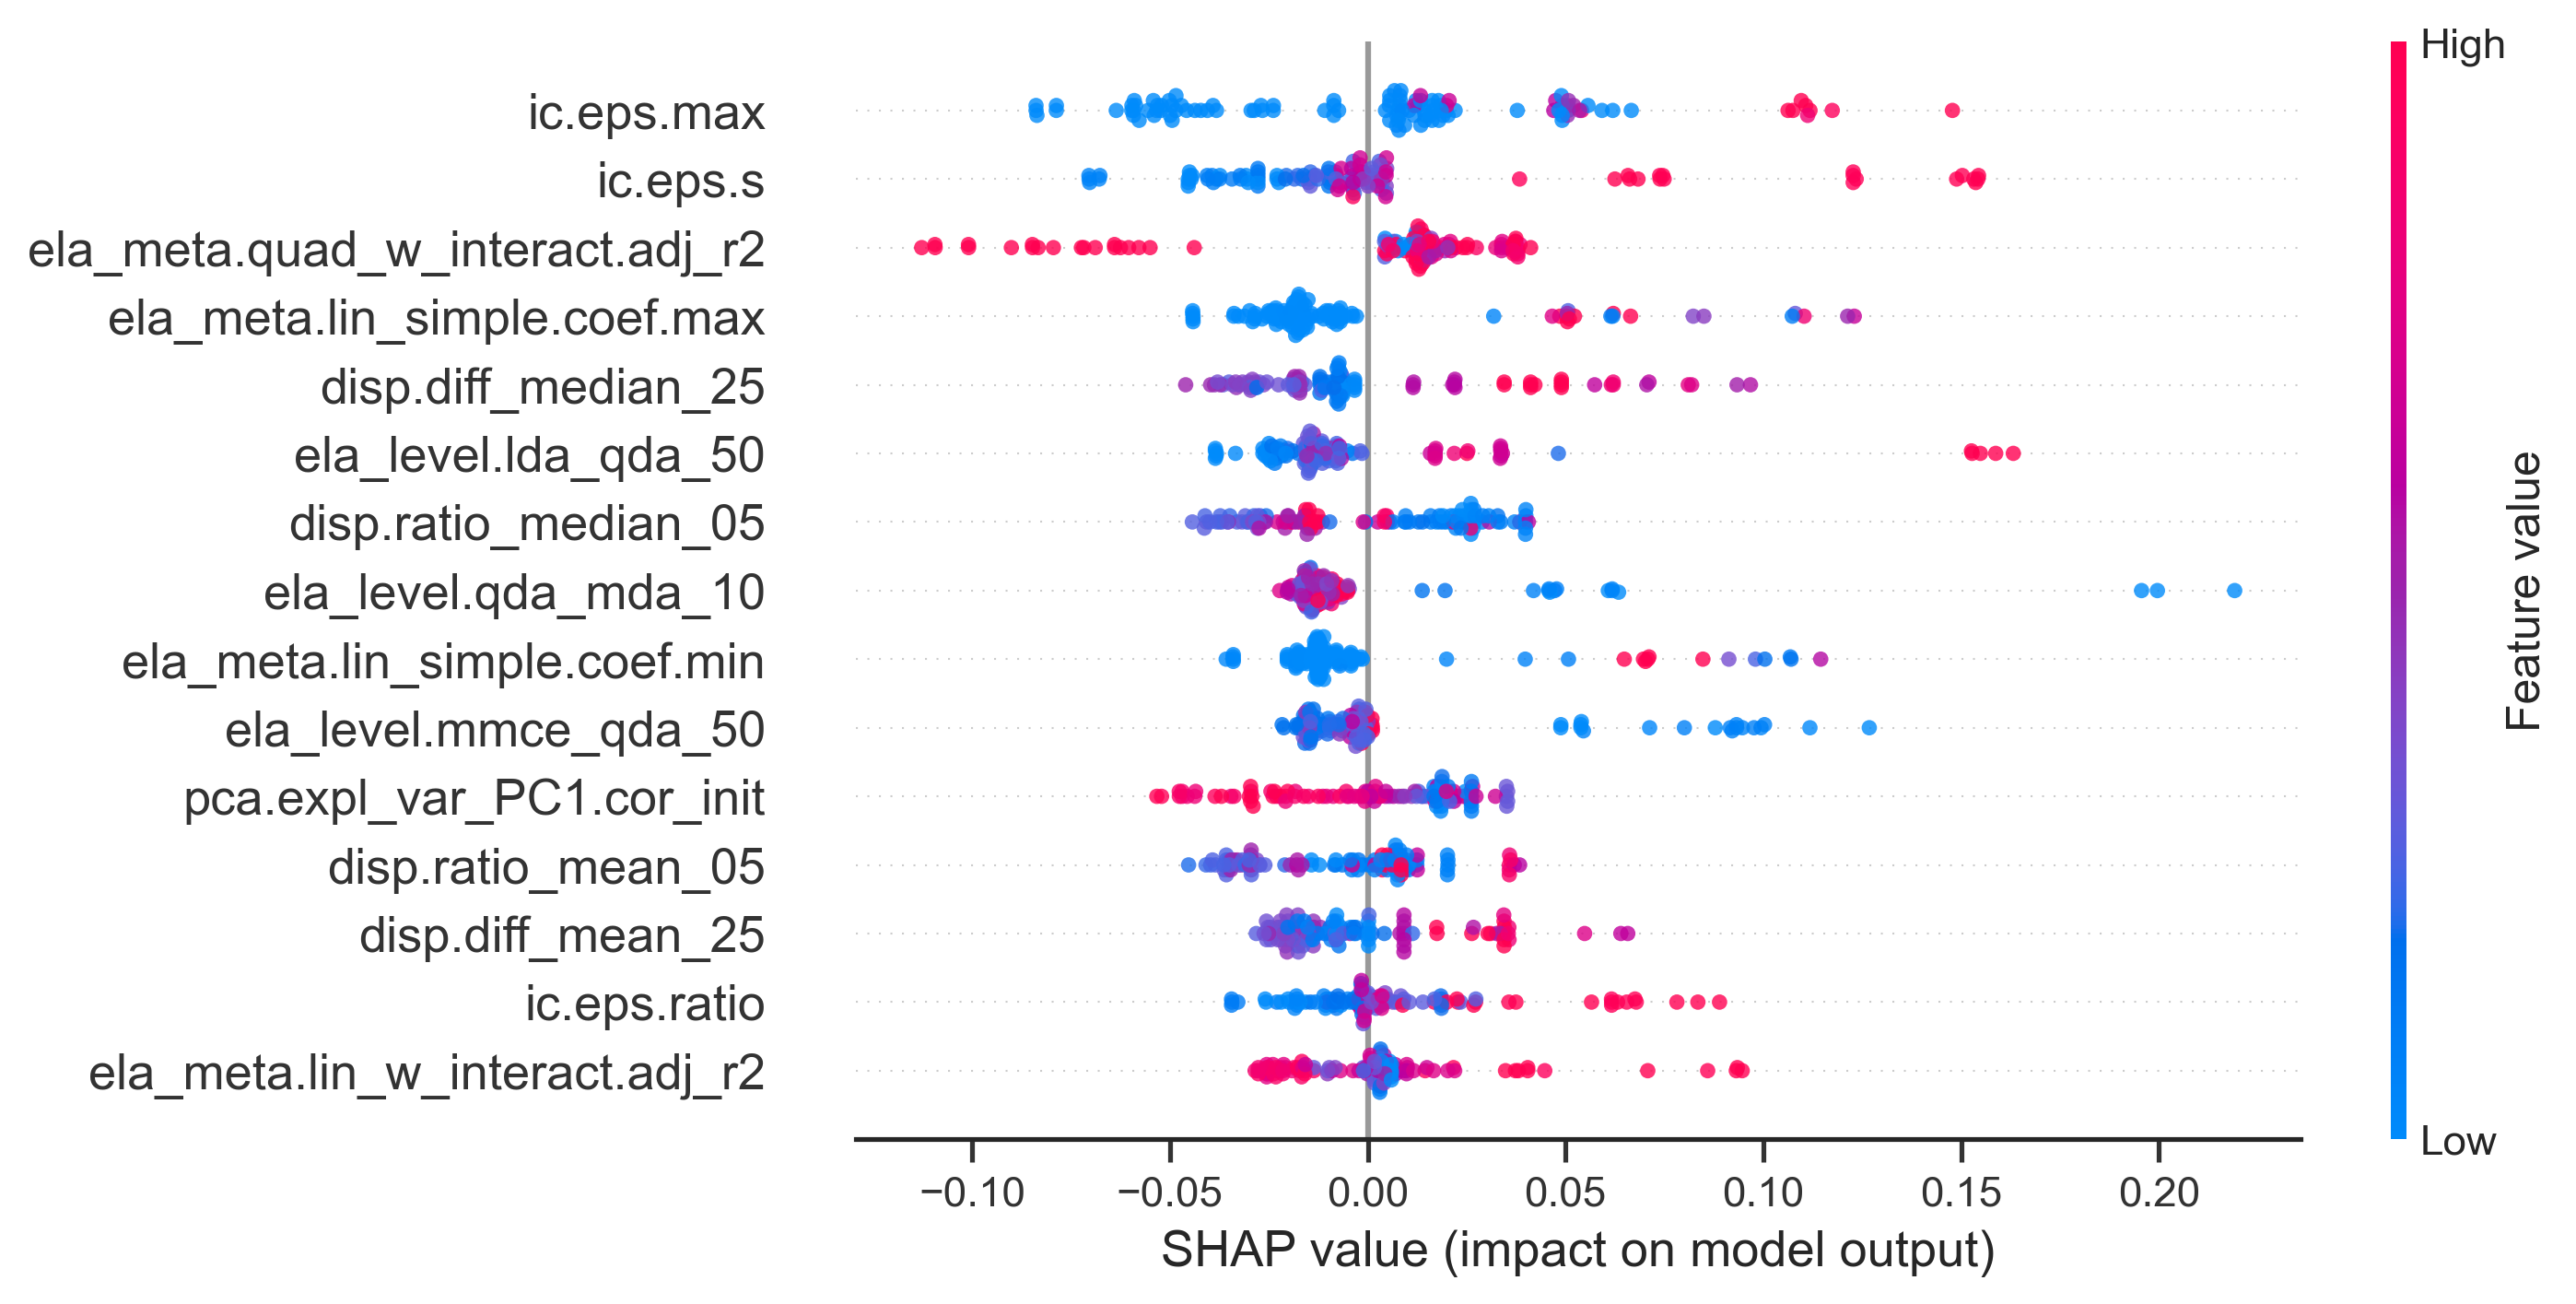 High
ic.eps.max
ic.eps.s
ela_meta.quad_w_interact.adj_r2
ela_meta.lin_simple.coef.max
disp.diff_median_25
ela_level.lda_qda_50
disp.ratio_median_05
ela_level.qda_mda_10
ela_meta.lin_simple.coef.min
ela_level.mmce_qda_50
pca.expl_var_PC1.cor_init
disp.ratio_mean_05
disp.diff_mean_25
ic.eps.ratio
ela_meta.lin_w_interact.adj_r2
Feature value
Low
−0.10 −0.05 0.00 0.05 0.10 0.15 0.20
SHAP value (impact on model output)